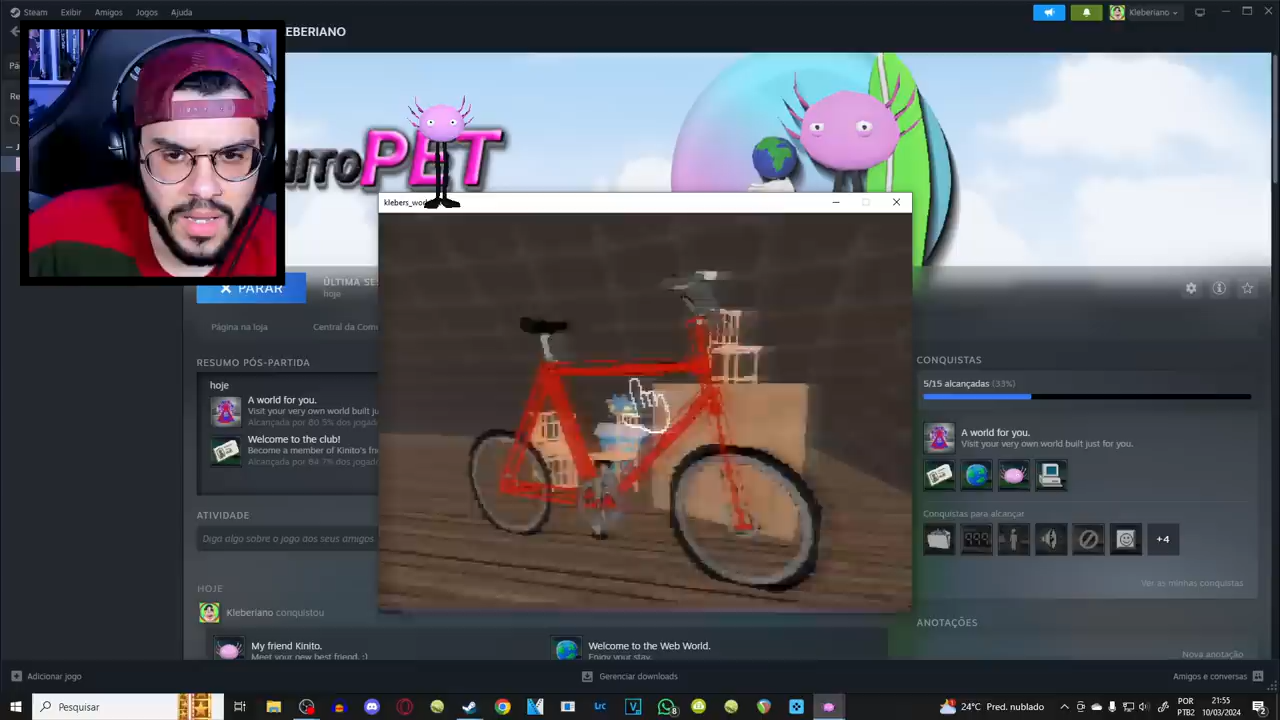 Steam Exibir Amigos Jogos Ajuda
Kleberiano
KLEBERIANO
PET
klebers_wo
PARAR
ÚLTIMA SE
hoje
Página na loja Central da Com
RESUMO PÓS-PARTIDA
hoje
A world for you.
Visit your very own world built ju
Alcançada por 80.5% dos jogad
Welcome to the club!
Become a member of Kinito's frie
Alcançada por 84.7% dos jogad
ATIVIDADE
Diga algo sobre o jogo aos seus amigos.
HOJE
Kleberiano conquistou
My friend Kinito.
Meet your new best friend. :)
Welcome to the Web World.
Enjoy your stay.
CONQUISTAS
5/15 alcançadas (33%)
A world for you.
Visit your very own world built just for you.
Conquistas para alcançar
+4
Ver as minhas conquistas
ANOTAÇÕES
Nova anotação
Adicionar jogo
Gerenciar downloads
Amigos e conversas
Pesquisar
24°C Pred. nublado
POR
PTB2
21:55
10/03/2024